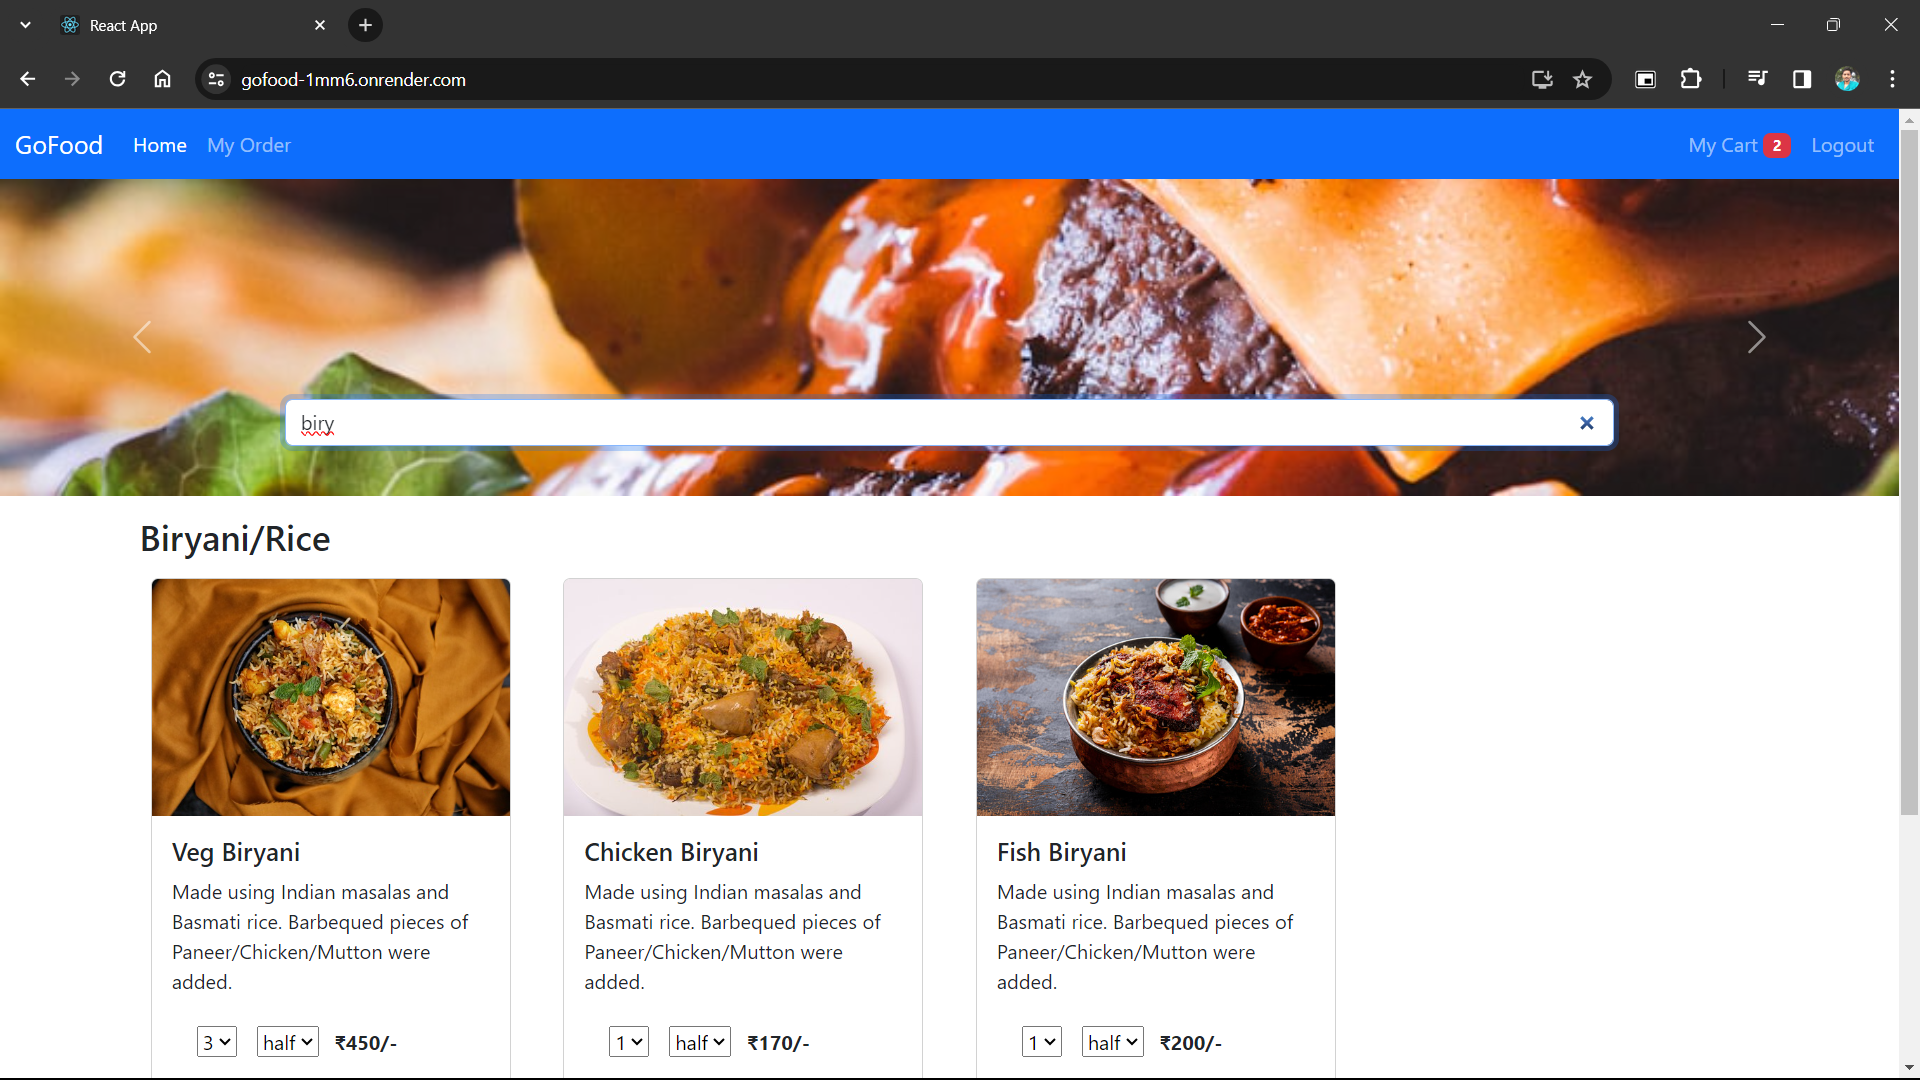 React App
gofood-1mm6.onrender.com
GoFood Home My Order My Cart 2 Logout
biry
Biryani/Rice
Veg Biryani
Made using Indian masalas and
Basmati rice. Barbequed pieces of
Paneer/Chicken/Mutton were
added.
3 half ₹450/-
Chicken Biryani
Made using Indian masalas and
Basmati rice. Barbequed pieces of
Paneer/Chicken/Mutton were
added.
1 half ₹170/-
Fish Biryani
Made using Indian masalas and
Basmati rice. Barbequed pieces of
Paneer/Chicken/Mutton were
added.
1 half ₹200/-